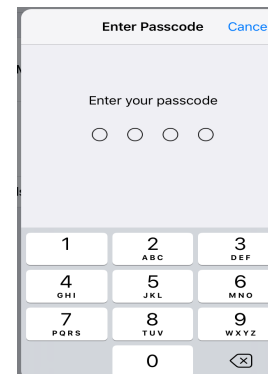 Enter Passcode Cance
Enter your passcode
1 2 3
ABC DEF
4 5 6
GHI JKL MNO
7 8 9
PQRS TUV WXYZ
0